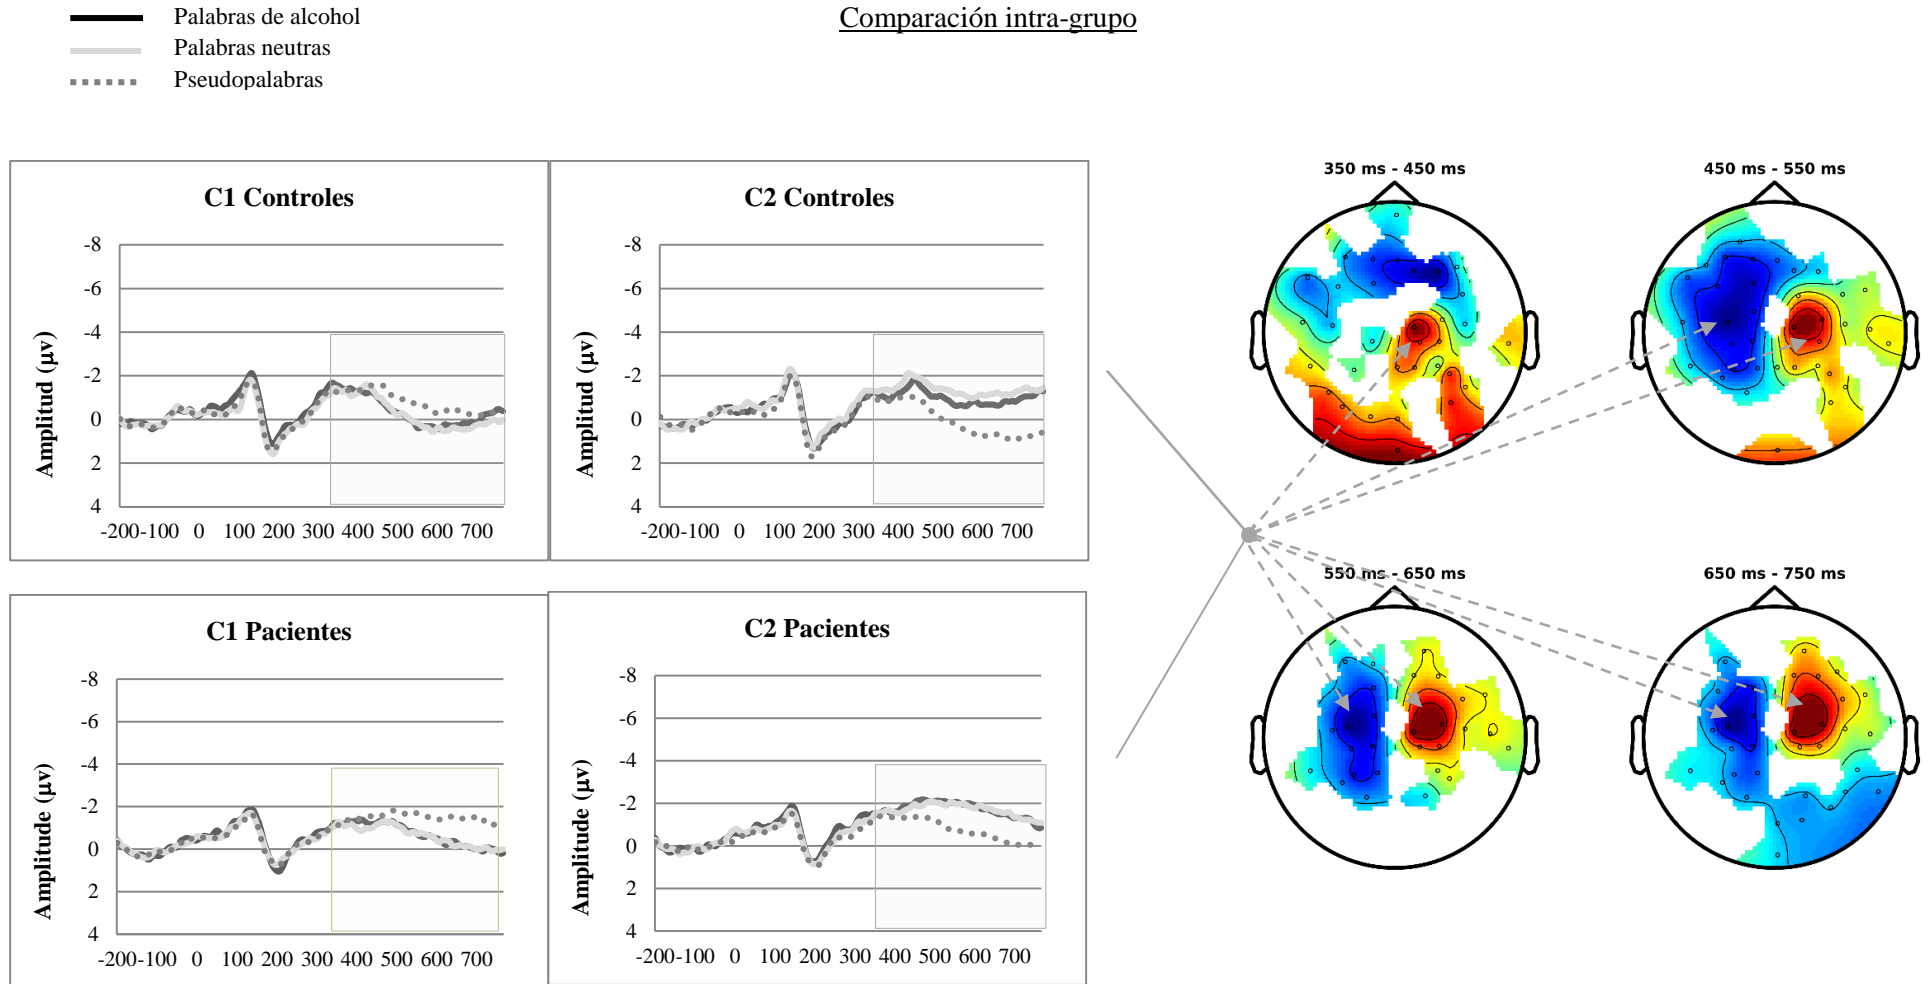 Palabras de alcohol
Palabras neutras
Pseudopalabras
Comparación intra-grupo
C1 Controles
-8
-6
-4
-2
0
2
4
Amplitud (µv)
-200-100 0 100 200 300 400 500 600 700
C2 Controles
-8
-6
-4
-2
0
2
4
Amplitud (µv)
-200-100 0 100 200 300 400 500 600 700
350 ms - 450 ms
450 ms - 550 ms
C1 Pacientes
-8
-6
-4
-2
0
2
4
Amplitude (µv)
-200-100 0 100 200 300 400 500 600 700
C2 Pacientes
-8
-6
-4
-2
0
2
4
Amplitude (µv)
-200-100 0 100 200 300 400 500 600 700
550 ms - 650 ms
650 ms - 750 ms